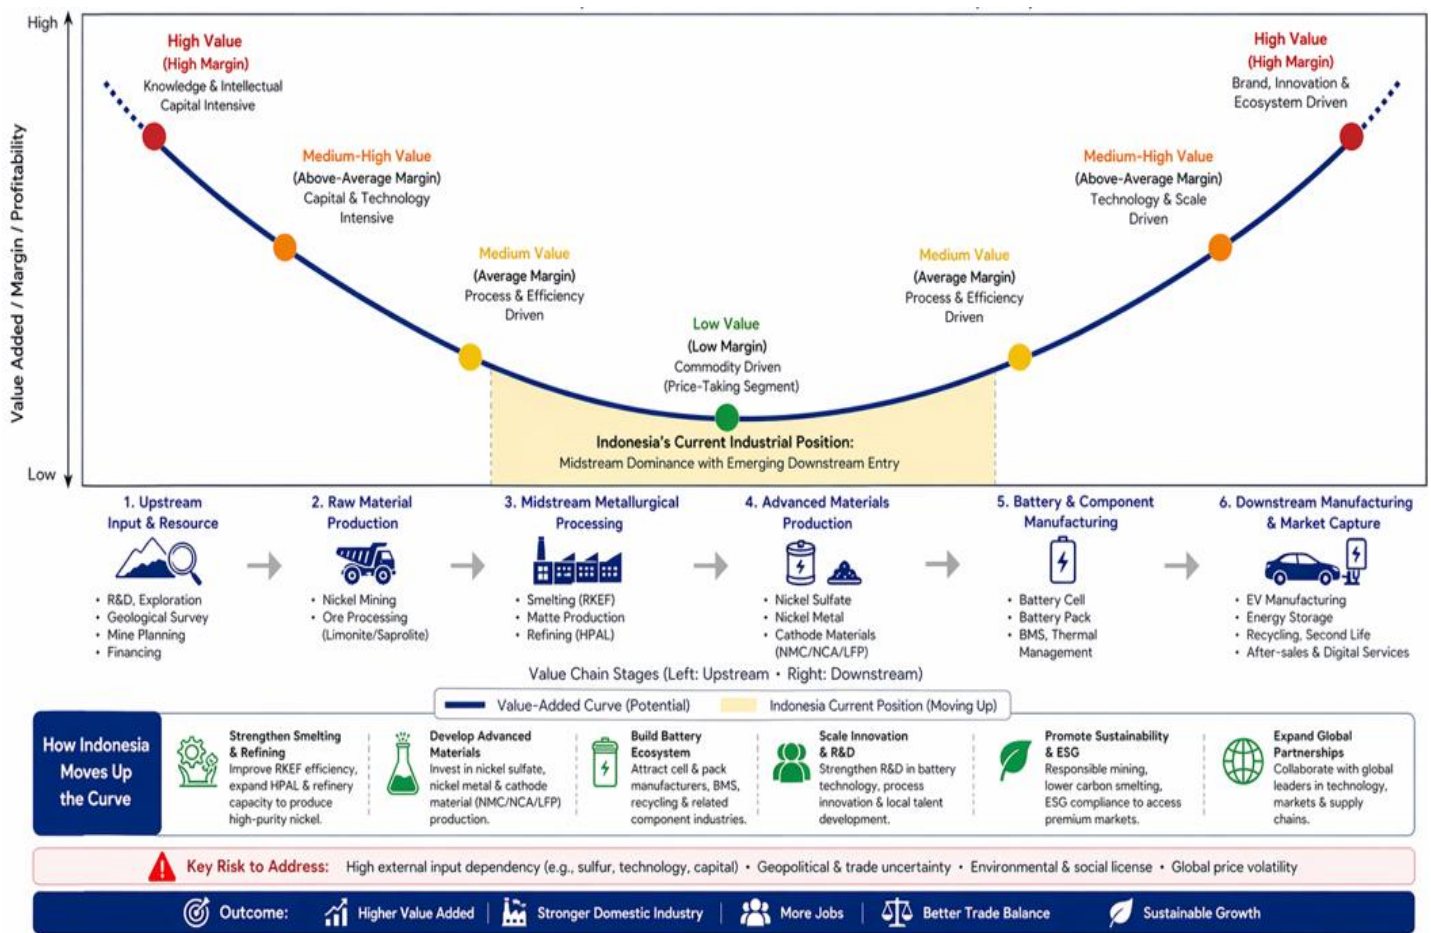 High
Value Added / Margin / Profitability
Low
High Value
(High Margin)
Knowledge & Intellectual
Capital Intensive
Medium-High Value
(Above-Average Margin)
Capital & Technology
Intensive
Medium Value
(Average Margin)
Process & Efficiency
Driven
Low Value
(Low Margin)
Commodity Driven
(Price-Taking Segment)
Medium Value
(Average Margin)
Process & Efficiency
Driven
Medium-High Value
(Above-Average Margin)
Technology & Scale
Driven
High Value
(High Margin)
Brand, Innovation &
Ecosystem Driven
Indonesia's Current Industrial Position:
Midstream Dominance with Emerging Downstream Entry
1. Upstream
Input & Resource
• R&D, Exploration
• Geological Survey
• Mine Planning
• Financing
2. Raw Material
Production
• Nickel Mining
• Ore Processing
(Limonite/Saprolite)
3. Midstream Metallurgical
Processing
• Smelting (RKEF)
• Matte Production
• Refining (HPAL)
4. Advanced Materials
Production
• Nickel Sulfate
• Nickel Metal
• Cathode Materials
(NMC/NCA/LFP)
5. Battery & Component
Manufacturing
• Battery Cell
• Battery Pack
• BMS, Thermal
Management
6. Downstream Manufacturing
& Market Capture
• EV Manufacturing
• Energy Storage
• Recycling, Second Life
• After-sales & Digital Services
Value Chain Stages (Left: Upstream • Right: Downstream)
Value-Added Curve (Potential)
Indonesia Current Position (Moving Up)
How Indonesia
Moves Up
the Curve
Strengthen Smelting
& Refining
Improve RKEF efficiency,
expand HPAL & refinery
capacity to produce
high-purity nickel.
Develop Advanced
Materials
Invest in nickel sulfate,
nickel metal & cathode
material (NMC/NCA/LFP)
production.
Build Battery
Ecosystem
Attract cell & pack
manufacturers, BMS,
recycling & related
component industries.
Scale Innovation
& R&D
Strengthen R&D in battery
technology, process
innovation & local talent
development.
Promote Sustainability
& ESG
Responsible mining,
lower carbon smelting,
ESG compliance to access
premium markets.
Expand Global
Partnerships
Collaborate with global
leaders in technology,
markets & supply
chains.
Key Risk to Address: High external input dependency (e.g., sulfur, technology, capital) • Geopolitical & trade uncertainty • Environmental & social license • Global price volatility
Outcome: Higher Value Added | Stronger Domestic Industry | More Jobs | Better Trade Balance Sustainable Growth